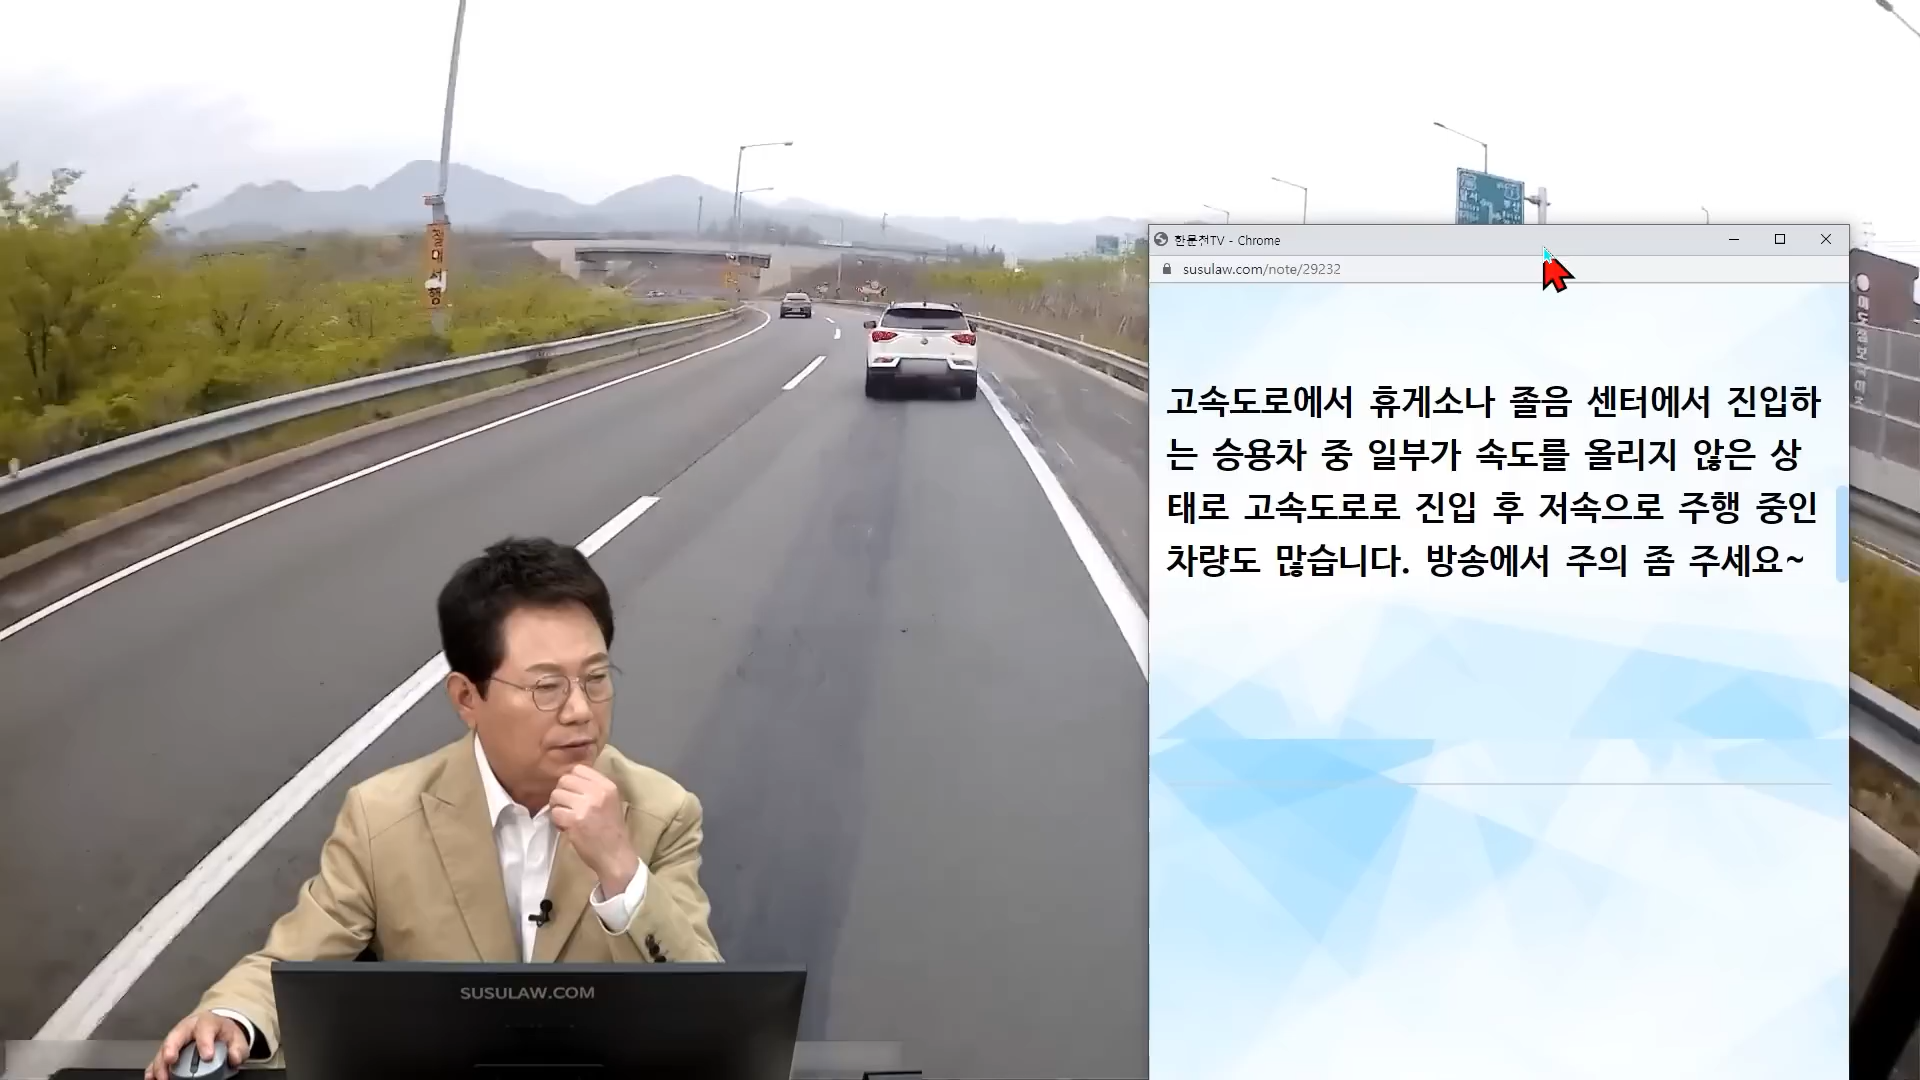 절대서행
한문철TV - Chrome
susulaw.com/note/29232
고속도로에서 휴게소나 졸음 센터에서 진입하
는 승용차 중 일부가 속도를 올리지 않은 상
태로 고속도로로 진입 후 저속으로 주행 중인
차량도 많습니다. 방송에서 주의 좀 주세요~
SUSULAW.COM